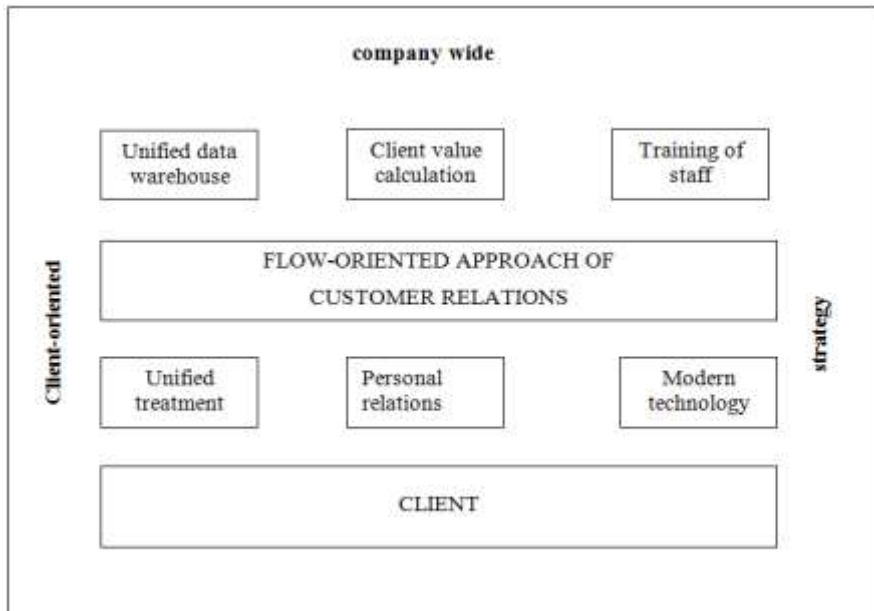 company wide
Unified data
warehouse
Client value
calculation
Training of
staff
Client-oriented
FLOW-ORIENTED APPROACH OF
CUSTOMER RELATIONS
strategy
Unified
treatment
Personal
relations
Modern
technology
CLIENT